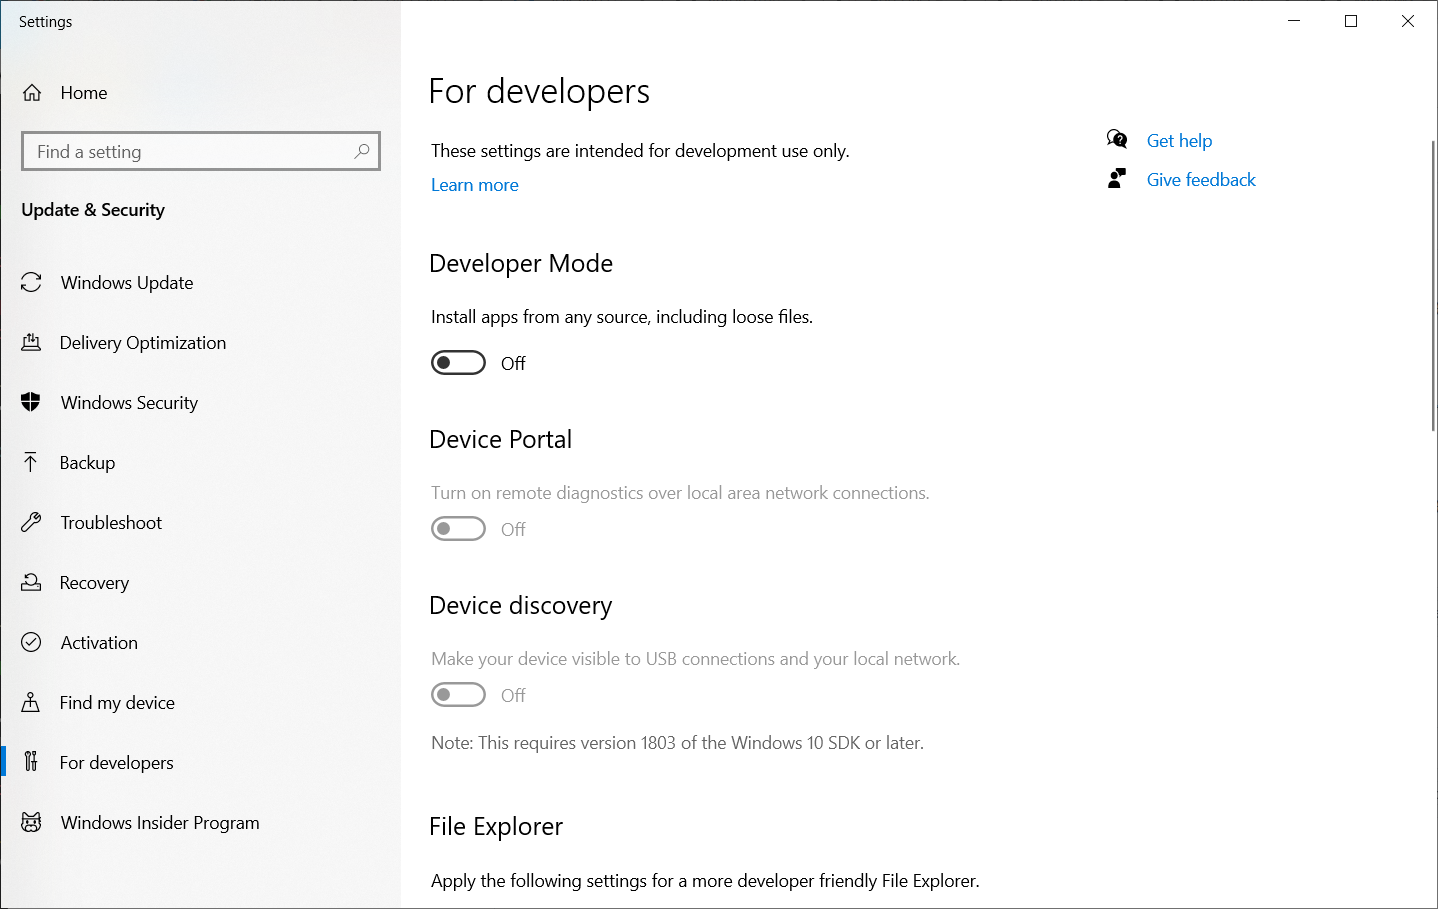 Settings
Home
Find a setting
Update & Security
Windows Update
Delivery Optimization
Windows Security
Backup
Troubleshoot
Recovery
Activation
Find my device
For developers
Windows Insider Program
For developers
These settings are intended for development use only.
Learn more
Get help
Give feedback
Developer Mode
Install apps from any source, including loose files.
Off
Device Portal
Turn on remote diagnostics over local area network connections.
Off
Device discovery
Make your device visible to USB connections and your local network.
Off
Note: This requires version 1803 of the Windows 10 SDK or later.
File Explorer
Apply the following settings for a more developer friendly File Explorer.